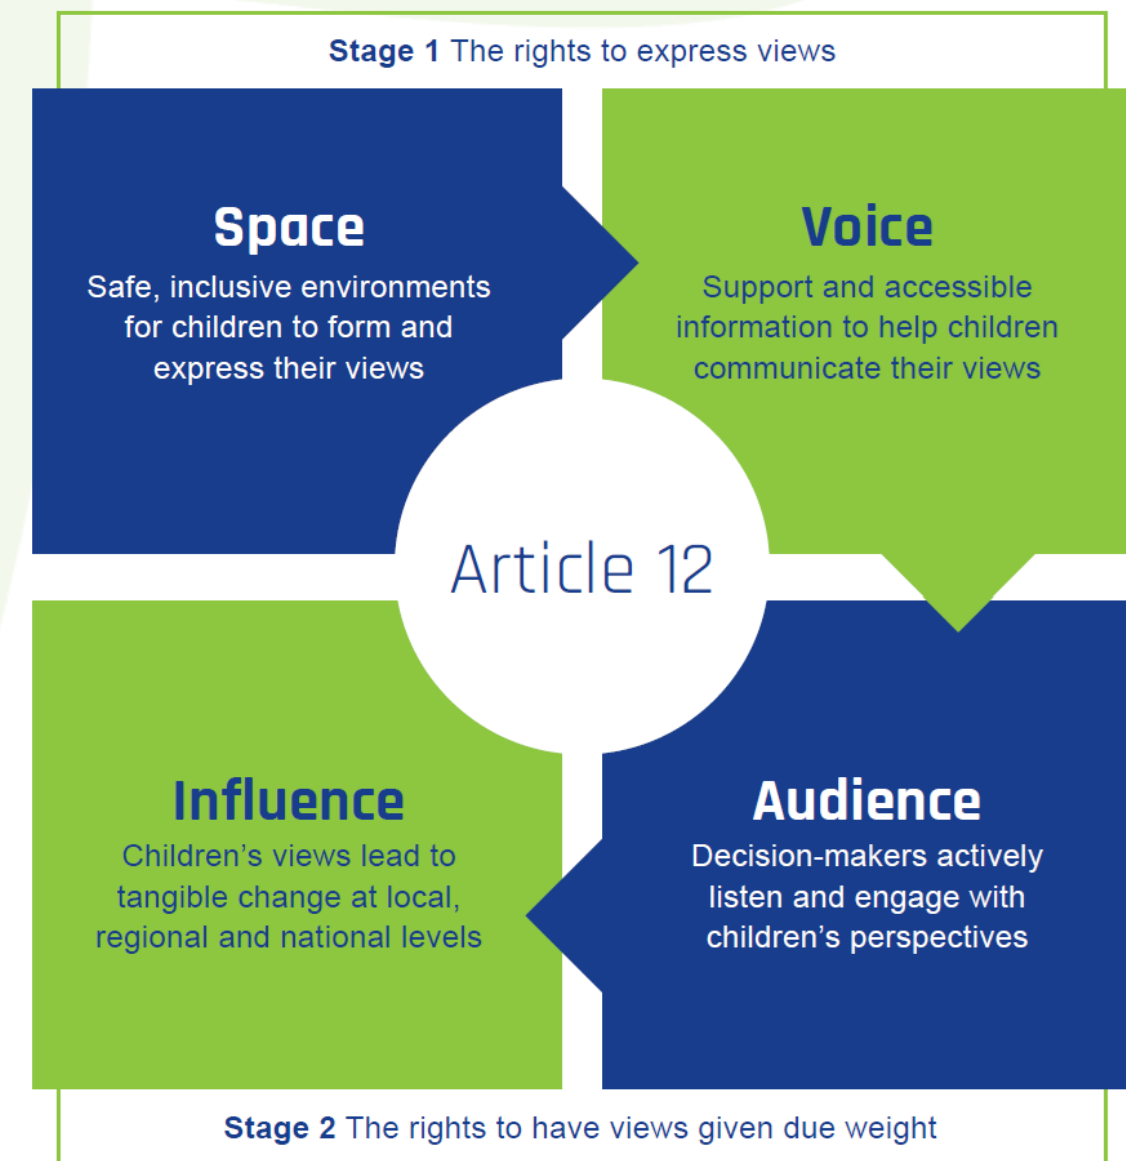 Stage 1 The rights to express views
Space
Safe, inclusive environments
for children to form and
express their views
Voice
Support and accessible
information to help children
communicate their views
Article 12
Influence
Children’s views lead to
tangible change at local,
regional and national levels
Audience
Decision-makers actively
listen and engage with
children’s perspectives
Stage 2 The rights to have views given due weight